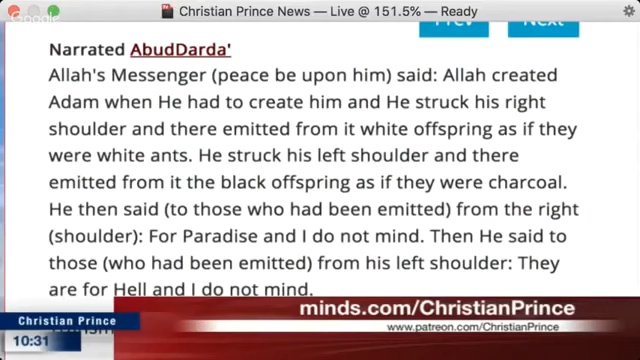 Christian Prince News — Live @ 151.5% — Ready
Google
Prev Next
Narrated AbudDarda'
Allah's Messenger (peace be upon him) said: Allah created
Adam when He had to create him and He struck his right
shoulder and there emitted from it white offspring as if they
were white ants. He struck his left shoulder and there
emitted from it the black offspring as if they were charcoal.
He then said (to those who had been emitted) from the right
(shoulder): For Paradise and I do not mind. Then He said to
those (who had been emitted) from his left shoulder: They
are for Hell and I do not mind.
minds.com/ChristianPrince
Christian Prince
www.patreon.com/ChristianPrince
10:31